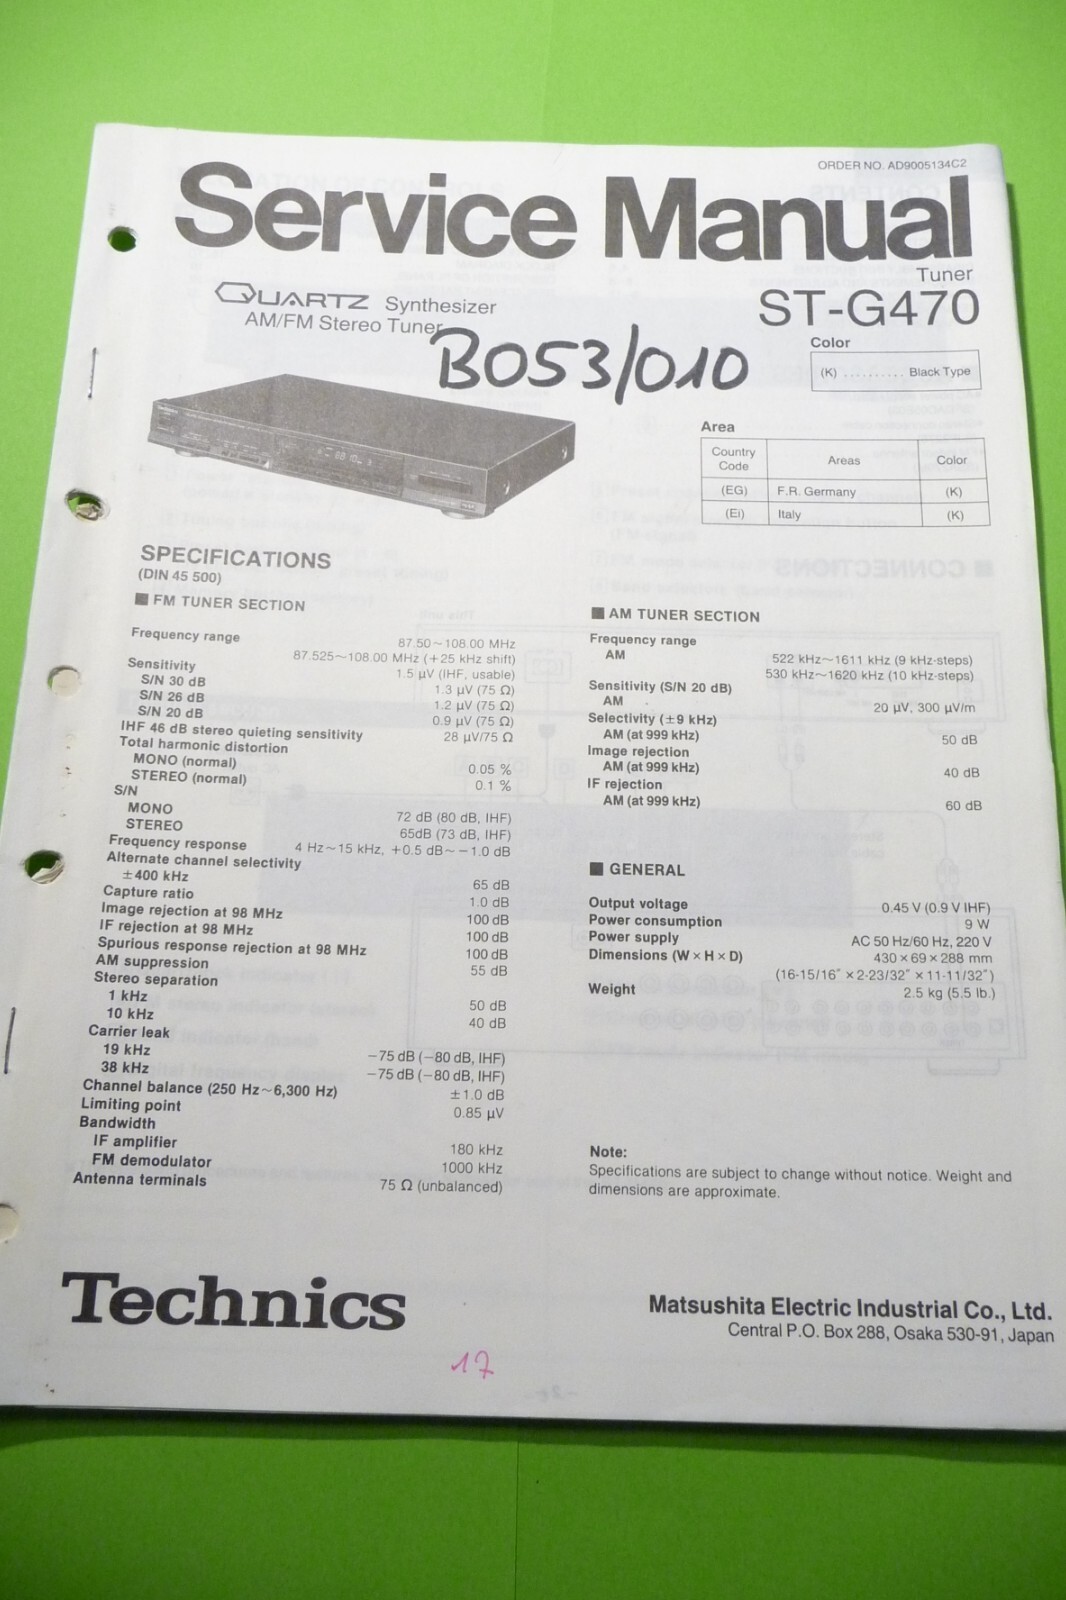 ORDER NO. AD9005134C2
Service Manual
Tuner
QUARTZ Synthesizer
AM/FM Stereo Tuner
ST-G470
B053/010
Color
(K) .......... Black Type
Area
Country Code Areas Color
(EG) F.R. Germany (K)
(Ei) Italy (K)
SPECIFICATIONS
(DIN 45 500)
■ FM TUNER SECTION
Frequency range 87.50~108.00 MHz
87.525~108.00 MHz (+25 kHz shift)
Sensitivity 1.5 µV (IHF, usable)
S/N 30 dB 1.3 µV (75 Ω)
S/N 26 dB 1.2 µV (75 Ω)
S/N 20 dB 0.9 µV (75 Ω)
IHF 46 dB stereo quieting sensitivity 28 µV/75 Ω
Total harmonic distortion
MONO (normal) 0.05 %
STEREO (normal) 0.1 %
S/N
MONO 72 dB (80 dB, IHF)
STEREO 65dB (73 dB, IHF)
Frequency response 4 Hz~15 kHz, +0.5 dB~−1.0 dB
Alternate channel selectivity
±400 kHz 65 dB
Capture ratio 1.0 dB
Image rejection at 98 MHz 100 dB
IF rejection at 98 MHz 100 dB
Spurious response rejection at 98 MHz 100 dB
AM suppression 55 dB
Stereo separation
1 kHz 50 dB
10 kHz 40 dB
Carrier leak
19 kHz −75 dB (−80 dB, IHF)
38 kHz −75 dB (−80 dB, IHF)
Channel balance (250 Hz~6,300 Hz) ±1.0 dB
Limiting point 0.85 µV
Bandwidth
IF amplifier 180 kHz
FM demodulator 1000 kHz
Antenna terminals 75 Ω (unbalanced)
■ AM TUNER SECTION
Frequency range
AM 522 kHz~1611 kHz (9 kHz-steps)
530 kHz~1620 kHz (10 kHz-steps)
Sensitivity (S/N 20 dB)
AM 20 µV, 300 µV/m
Selectivity (±9 kHz)
AM (at 999 kHz) 50 dB
Image rejection
AM (at 999 kHz) 40 dB
IF rejection
AM (at 999 kHz) 60 dB
■ GENERAL
Output voltage 0.45 V (0.9 V IHF)
Power consumption 9 W
Power supply AC 50 Hz/60 Hz, 220 V
Dimensions (W×H×D) 430×69×288 mm
(16-15/16″×2-23/32″×11-11/32″)
Weight 2.5 kg (5.5 lb.)
Note:
Specifications are subject to change without notice. Weight and
dimensions are approximate.
Technics
Matsushita Electric Industrial Co., Ltd.
Central P.O. Box 288, Osaka 530-91, Japan
17